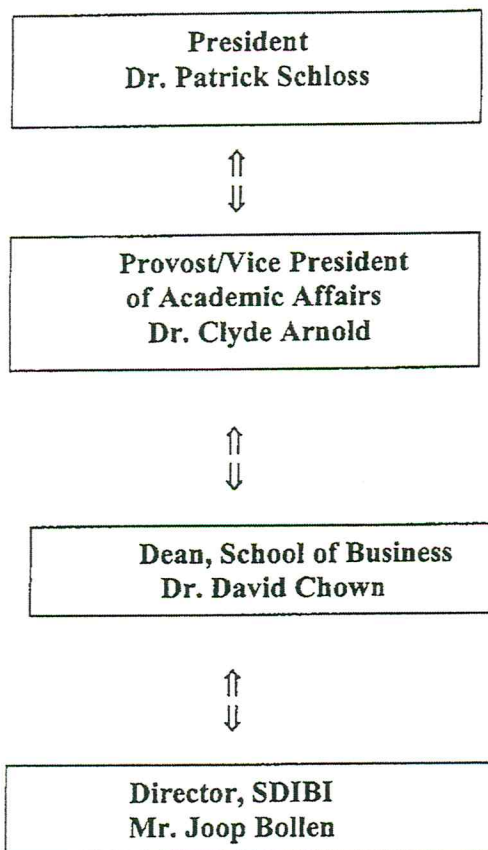 President
Dr. Patrick Schloss
⇑
⇓
Provost/Vice President
of Academic Affairs
Dr. Clyde Arnold
⇑
⇓
Dean, School of Business
Dr. David Chown
⇑
⇓
Director, SDIBI
Mr. Joop Bollen